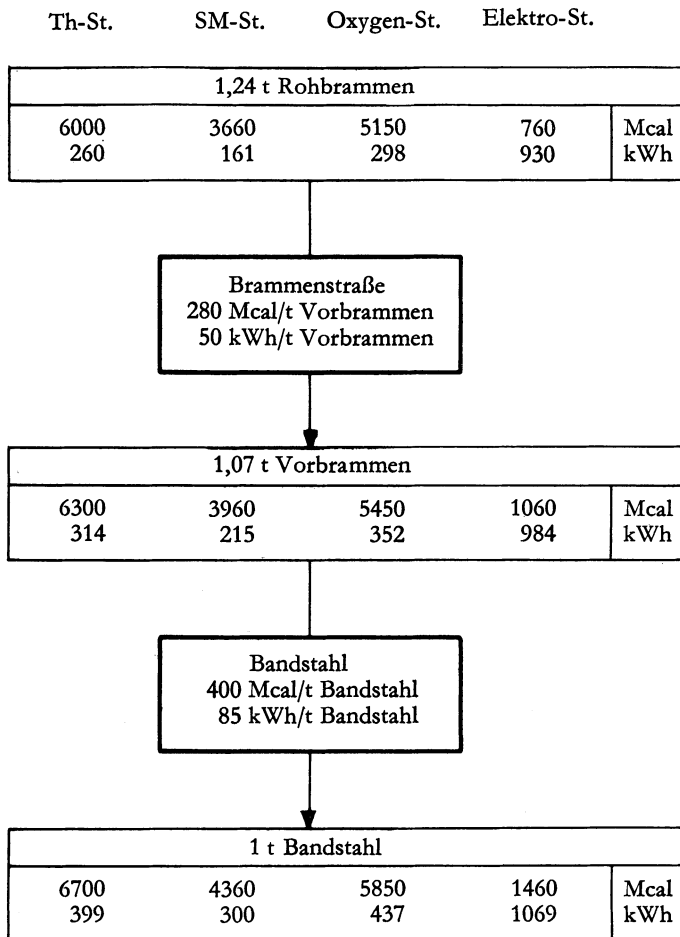 Th-St. SM-St. Oxygen-St. Elektro-St.
1,24 t Rohbrammen
6000 3660 5150 760 Mcal
260 161 298 930 kWh
Brammenstraße
280 Mcal/t Vorbrammen
50 kWh/t Vorbrammen
1,07 t Vorbrammen
6300 3960 5450 1060 Mcal
314 215 352 984 kWh
Bandstahl
400 Mcal/t Bandstahl
85 kWh/t Bandstahl
1 t Bandstahl
6700 4360 5850 1460 Mcal
399 300 437 1069 kWh